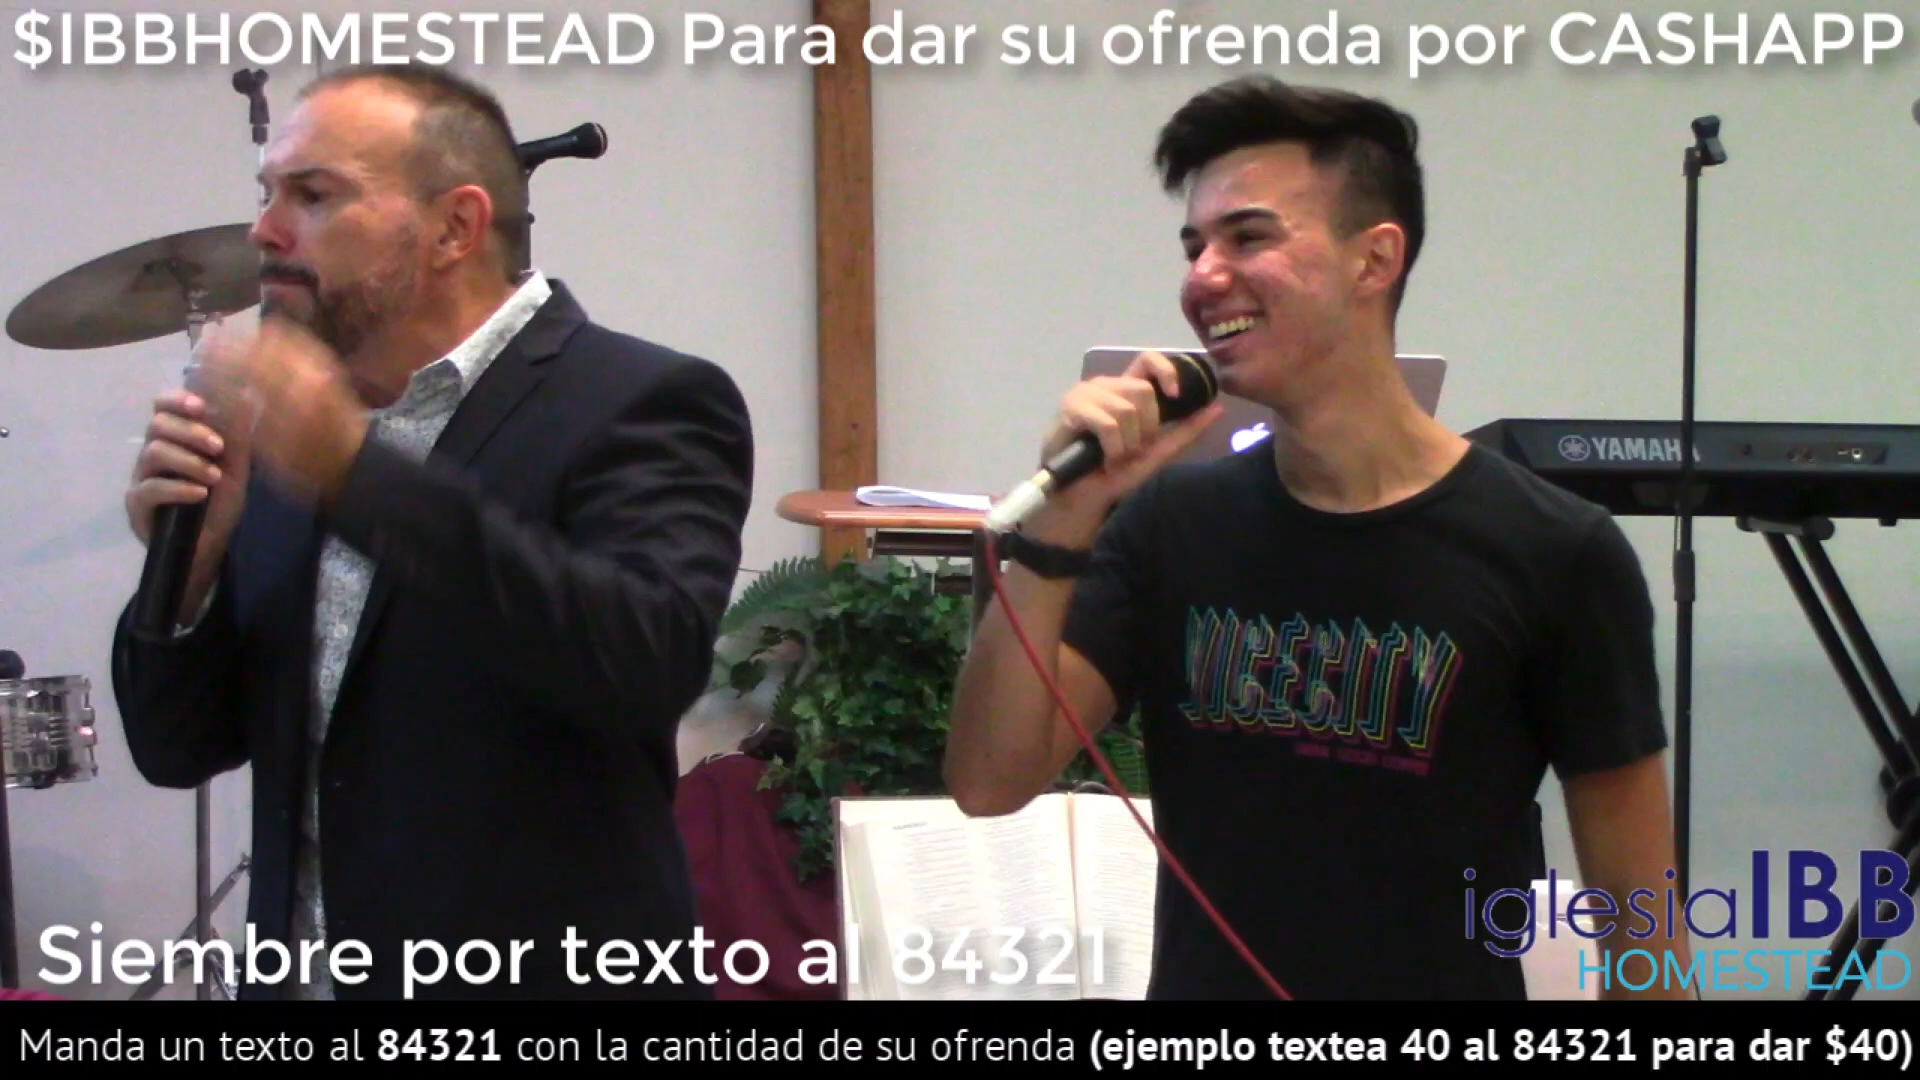 $IBBHOMESTEAD Para dar su ofrenda por CASHAPP
YAMAHA
VICECITY
Siembre por texto al 84321
iglesiaIBB
HOMESTEAD
Manda un texto al 84321 con la cantidad de su ofrenda (ejemplo textea 40 al 84321 para dar $40)